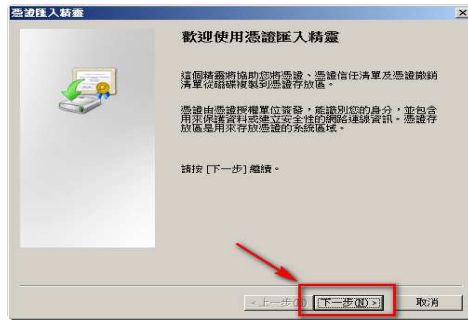 憑證匯入精靈
歡迎使用憑證匯入精靈
這個精靈將協助您將憑證、憑證信任清單及憑證撤銷
清單從磁碟複製到憑證存放區。
憑證由憑證授權單位簽發，能識別您的身分，並包含
用來保護資料或建立安全性的網路連線資訊。憑證存
放區是用來存放憑證的系統區域。
請按 [下一步] 繼續。
< 上一步(B) 下一步(N) > 取消